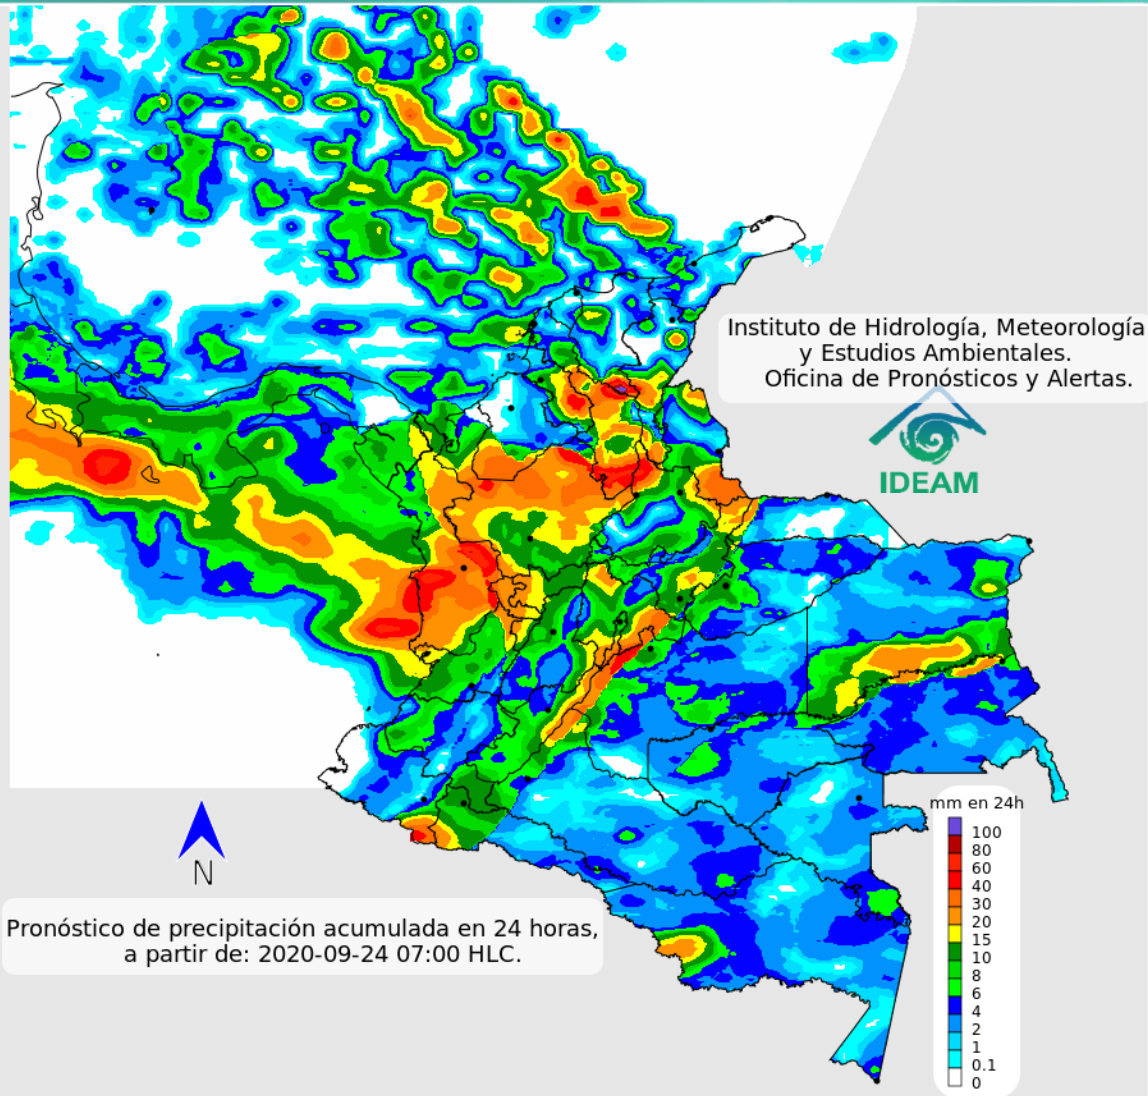 Instituto de Hidrología, Meteorología
y Estudios Ambientales.
Oficina de Pronósticos y Alertas.
IDEAM
N
Pronóstico de precipitación acumulada en 24 horas,
a partir de: 2020-09-24 07:00 HLC.
mm en 24h
100
80
60
40
30
20
15
10
8
6
4
2
1
0.1
0